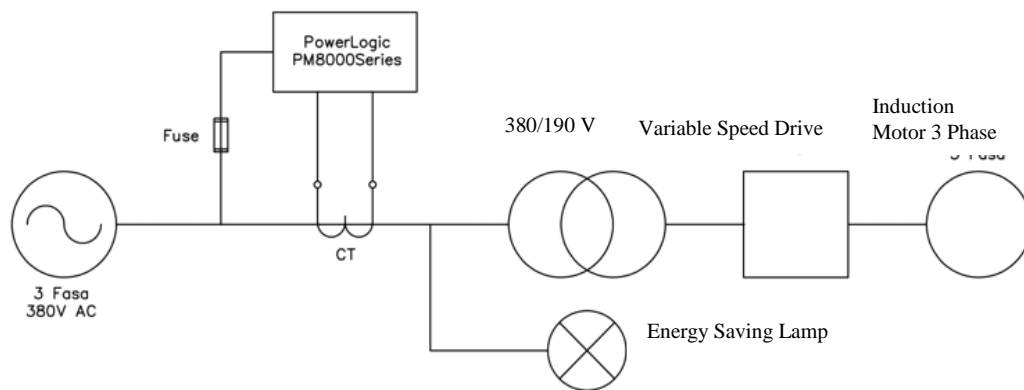 PowerLogic
PM8000Series
Fuse
CT
3 Fasa
380V AC
380/190 V
Variable Speed Drive
Induction
Motor 3 Phase
Energy Saving Lamp